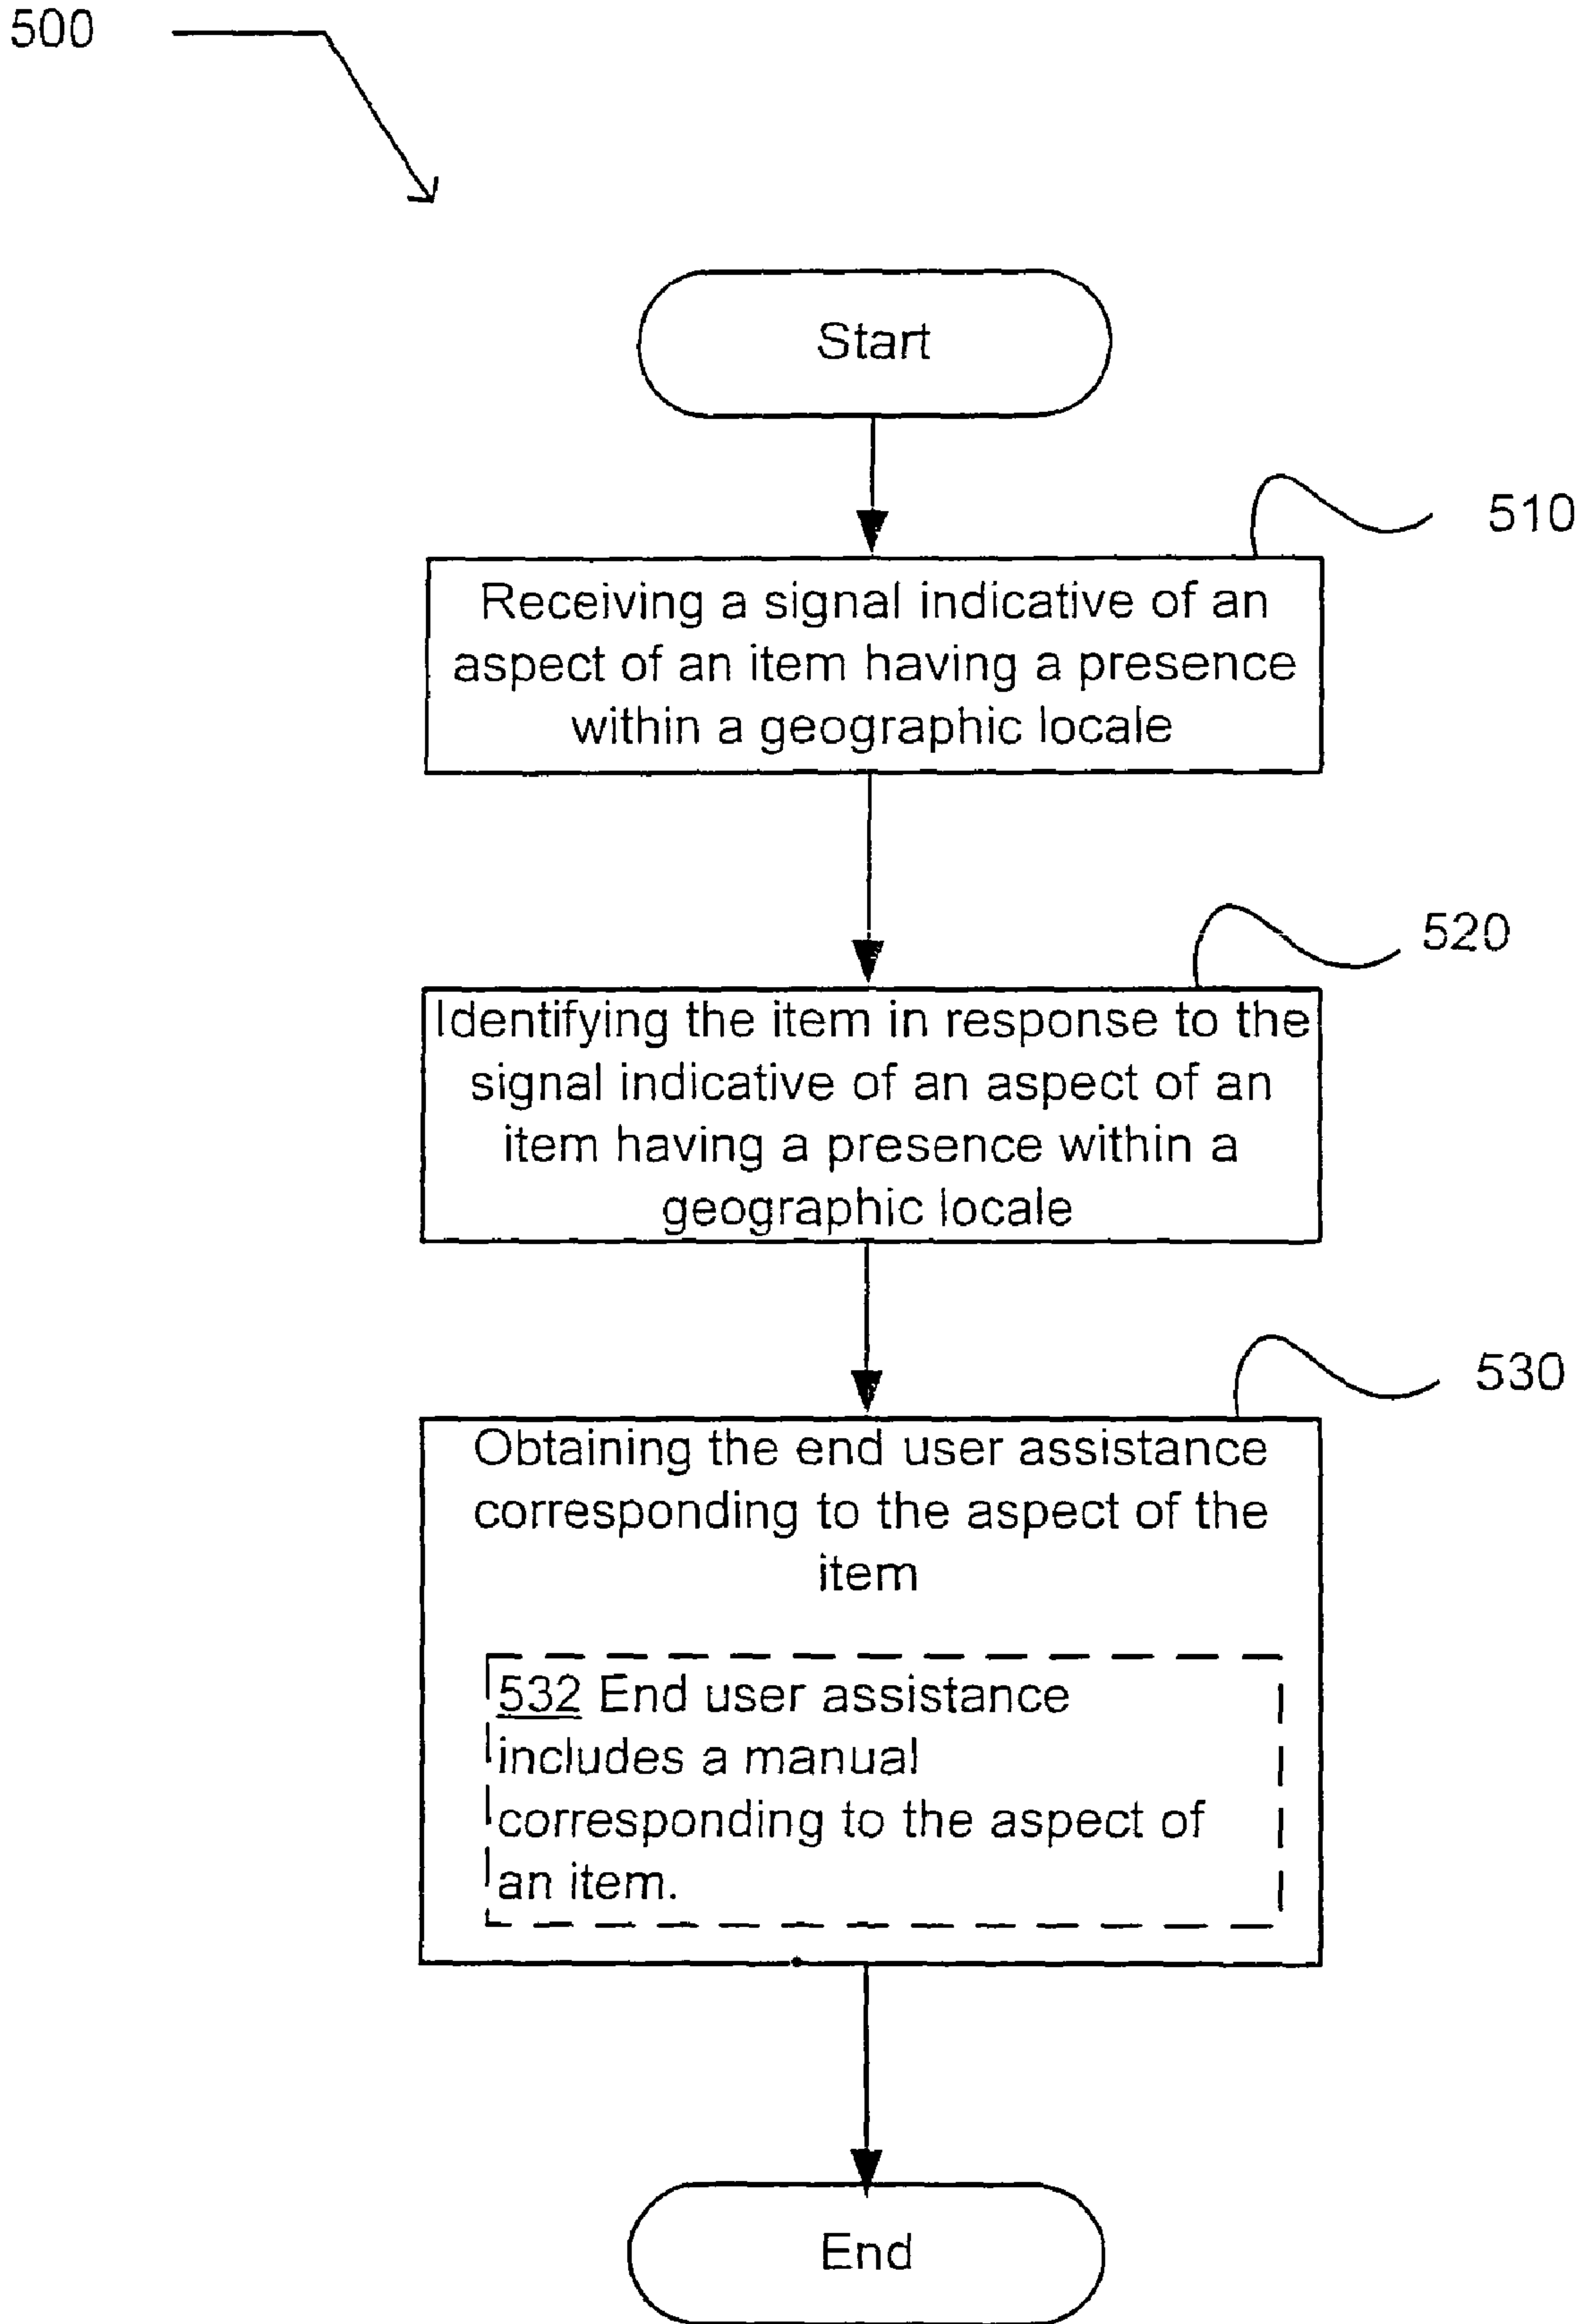 500
Start
510
Receiving a signal indicative of an
aspect of an item having a presence
within a geographic locale
520
Identifying the item in response to the
signal indicative of an aspect of an
item having a presence within a
geographic locale
530
Obtaining the end user assistance
corresponding to the aspect of the
item
532 End user assistance
includes a manual
corresponding to the aspect of
an item.
End